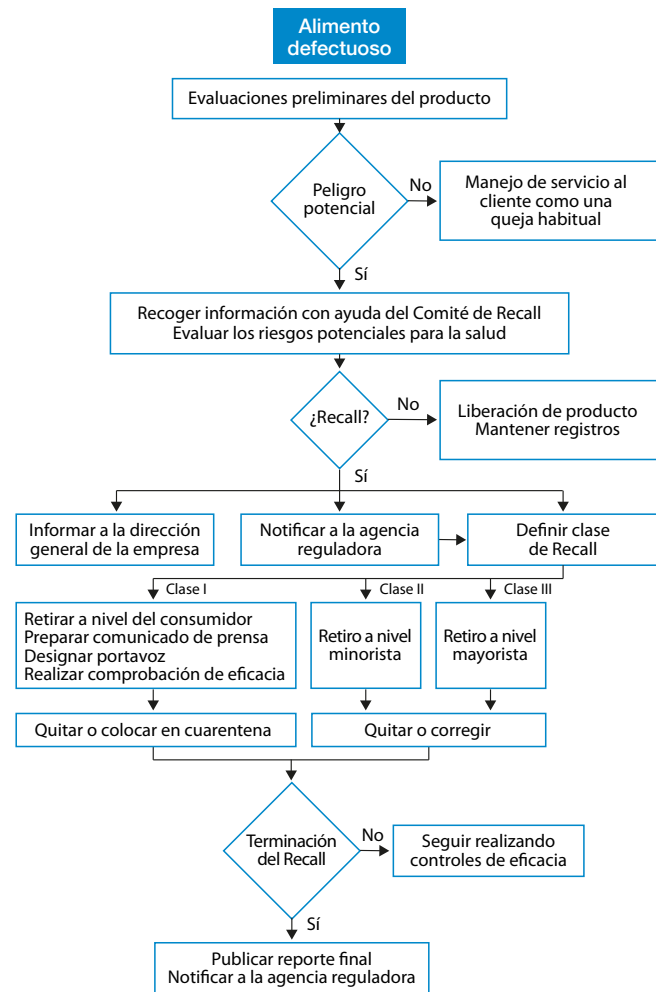 Alimento
defectuoso
Evaluaciones preliminares del producto
Peligro
potencial
No
Manejo de servicio al
cliente como una
queja habitual
Sí
Recoger información con ayuda del Comité de Recall
Evaluar los riesgos potenciales para la salud
¿Recall?
No
Liberación de producto
Mantener registros
Sí
Informar a la dirección
general de la empresa
Notificar a la agencia
reguladora
Definir clase
de Recall
Clase I
Clase II
Clase III
Retirar a nivel del consumidor
Preparar comunicado de prensa
Designar portavoz
Realizar comprobación de eficacia
Retiro a nivel
minorista
Retiro a nivel
mayorista
Quitar o colocar en cuarentena
Quitar o corregir
Terminación
del Recall
No
Seguir realizando
controles de eficacia
Sí
Publicar reporte final
Notificar a la agencia reguladora